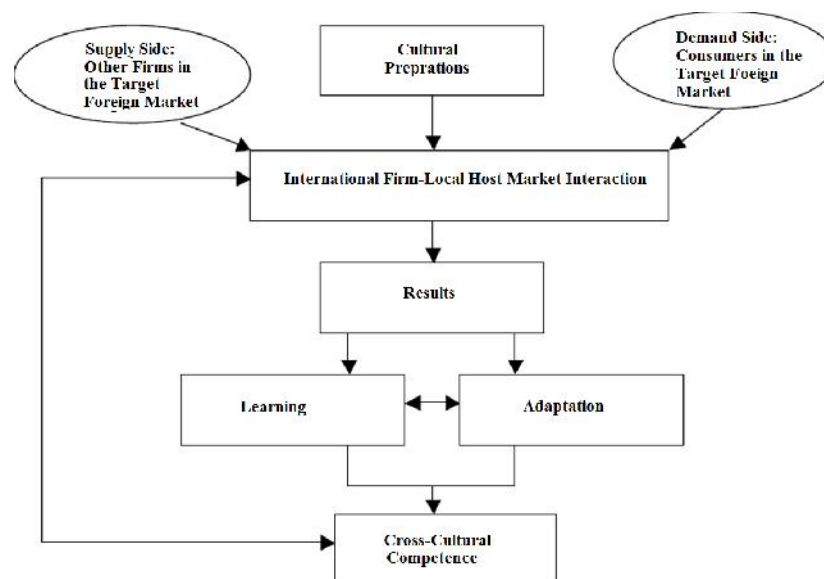 Supply Side:
Other Firms in
the Target
Foreign Market
Cultural
Preprations
Demand Side:
Consumers in the
Target Foeign
Market
International Firm-Local Host Market Interaction
Results
Learning
Adaptation
Cross-Cultural
Competence